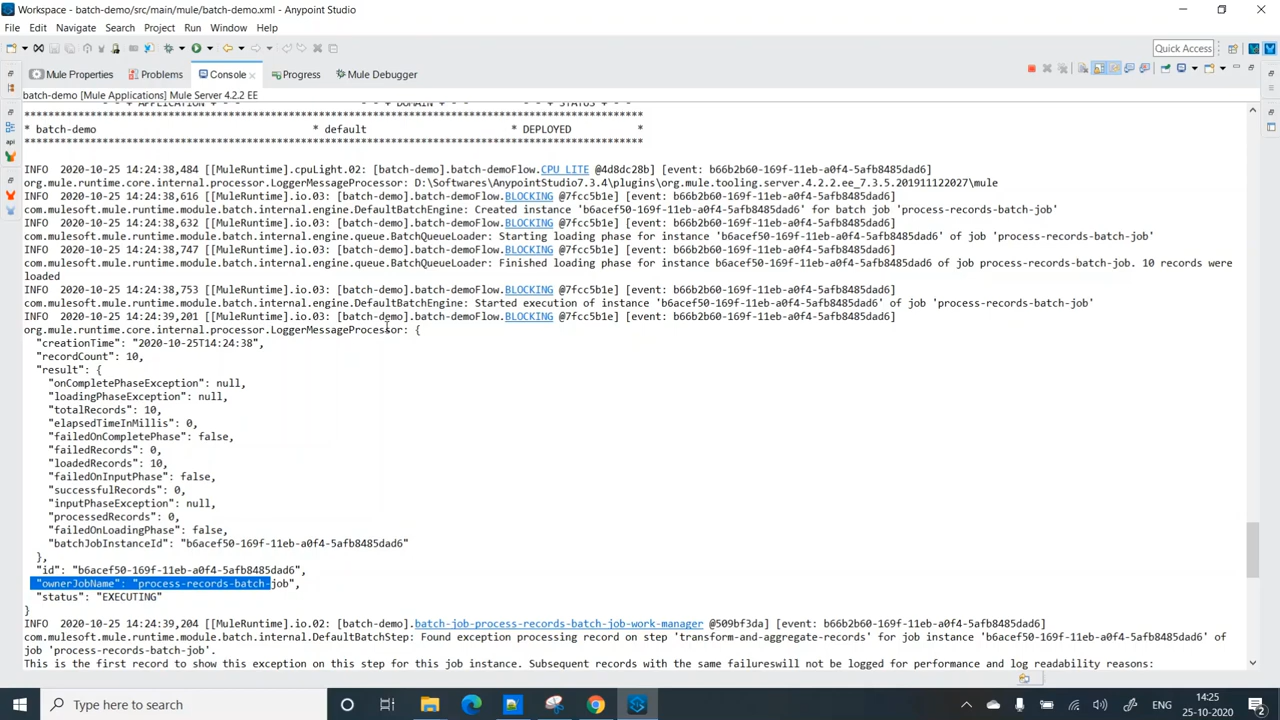 Workspace - batch-demo/src/main/mule/batch-demo.xml - Anypoint Studio
File Edit Navigate Search Project Run Window Help
Quick Access
Mule Properties Problems Console Progress Mule Debugger
batch-demo [Mule Applications] Mule Server 4.2.2 EE
* - - + APPLICATION + - - * * - - + DOMAIN + - - * * - - + STATUS + - - *
*******************************************************************************************************
* batch-demo * default * DEPLOYED *
*******************************************************************************************************
INFO 2020-10-25 14:24:38,484 [[MuleRuntime].cpuLight.02: [batch-demo].batch-demoFlow.CPU_LITE @4d8dc28b] [event: b66b2b60-169f-11eb-a0f4-5afb8485dad6]
org.mule.runtime.core.internal.processor.LoggerMessageProcessor: D:\Softwares\AnypointStudio7.3.4\plugins\org.mule.tooling.server.4.2.2.ee_7.3.5.201911122027\mule
INFO 2020-10-25 14:24:38,616 [[MuleRuntime].io.03: [batch-demo].batch-demoFlow.BLOCKING @7fcc5b1e] [event: b66b2b60-169f-11eb-a0f4-5afb8485dad6]
com.mulesoft.mule.runtime.module.batch.internal.engine.DefaultBatchEngine: Created instance 'b6acef50-169f-11eb-a0f4-5afb8485dad6' for batch job 'process-records-batch-job'
INFO 2020-10-25 14:24:38,632 [[MuleRuntime].io.03: [batch-demo].batch-demoFlow.BLOCKING @7fcc5b1e] [event: b66b2b60-169f-11eb-a0f4-5afb8485dad6]
com.mulesoft.mule.runtime.module.batch.internal.engine.queue.BatchQueueLoader: Starting loading phase for instance 'b6acef50-169f-11eb-a0f4-5afb8485dad6' of job 'process-records-batch-job'
INFO 2020-10-25 14:24:38,747 [[MuleRuntime].io.03: [batch-demo].batch-demoFlow.BLOCKING @7fcc5b1e] [event: b66b2b60-169f-11eb-a0f4-5afb8485dad6]
com.mulesoft.mule.runtime.module.batch.internal.engine.queue.BatchQueueLoader: Finished loading phase for instance b6acef50-169f-11eb-a0f4-5afb8485dad6 of job process-records-batch-job. 10 records were
loaded
INFO 2020-10-25 14:24:38,753 [[MuleRuntime].io.03: [batch-demo].batch-demoFlow.BLOCKING @7fcc5b1e] [event: b66b2b60-169f-11eb-a0f4-5afb8485dad6]
com.mulesoft.mule.runtime.module.batch.internal.engine.DefaultBatchEngine: Started execution of instance 'b6acef50-169f-11eb-a0f4-5afb8485dad6' of job 'process-records-batch-job'
INFO 2020-10-25 14:24:39,201 [[MuleRuntime].io.03: [batch-demo].batch-demoFlow.BLOCKING @7fcc5b1e] [event: b66b2b60-169f-11eb-a0f4-5afb8485dad6]
org.mule.runtime.core.internal.processor.LoggerMessageProcessor: {
"creationTime": "2020-10-25T14:24:38",
"recordCount": 10,
"result": {
"onCompletePhaseException": null,
"loadingPhaseException": null,
"totalRecords": 10,
"elapsedTimeInMillis": 0,
"failedOnCompletePhase": false,
"failedRecords": 0,
"loadedRecords": 10,
"failedOnInputPhase": false,
"successfulRecords": 0,
"inputPhaseException": null,
"processedRecords": 0,
"failedOnLoadingPhase": false,
"batchJobInstanceId": "b6acef50-169f-11eb-a0f4-5afb8485dad6"
},
"id": "b6acef50-169f-11eb-a0f4-5afb8485dad6",
"ownerJobName": "process-records-batch-job",
"status": "EXECUTING"
}
INFO 2020-10-25 14:24:39,204 [[MuleRuntime].io.02: [batch-demo].batch-job-process-records-batch-job-work-manager @509bf3da] [event: b66b2b60-169f-11eb-a0f4-5afb8485dad6]
com.mulesoft.mule.runtime.module.batch.internal.DefaultBatchStep: Found exception processing record on step 'transform-and-aggregate-records' for job instance 'b6acef50-169f-11eb-a0f4-5afb8485dad6' of
job 'process-records-batch-job'.
This is the first record to show this exception on this step for this job instance. Subsequent records with the same failureswill not be logged for performance and log readability reasons:
Type here to search
ENG
14:25
25-10-2020
2